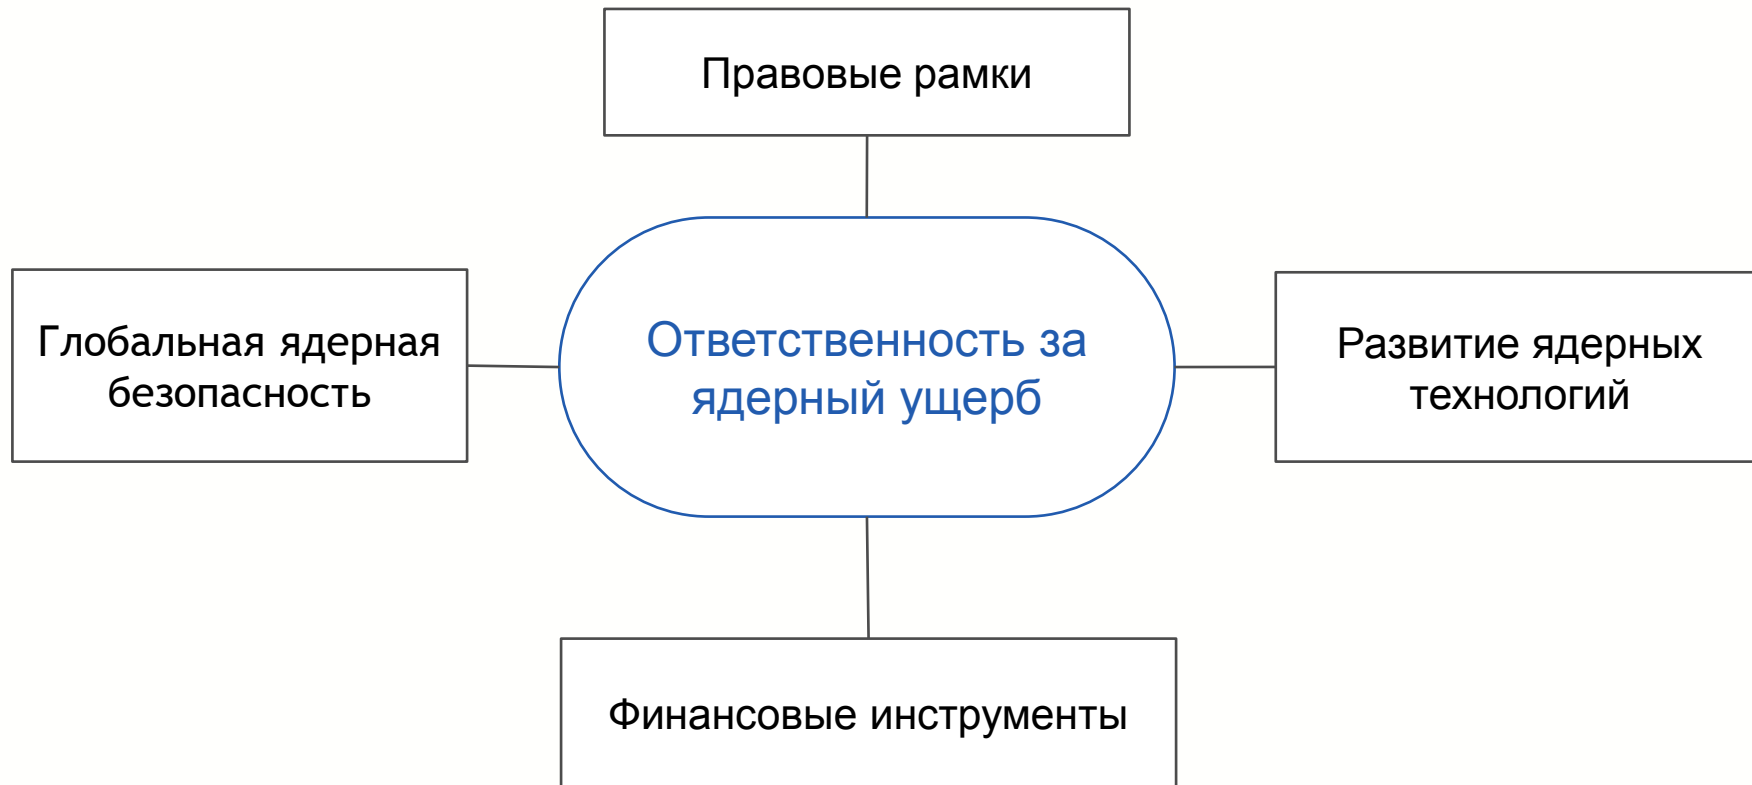 Правовые рамки
Глобальная ядерная
безопасность
Ответственность за
ядерный ущерб
Развитие ядерных
технологий
Финансовые инструменты